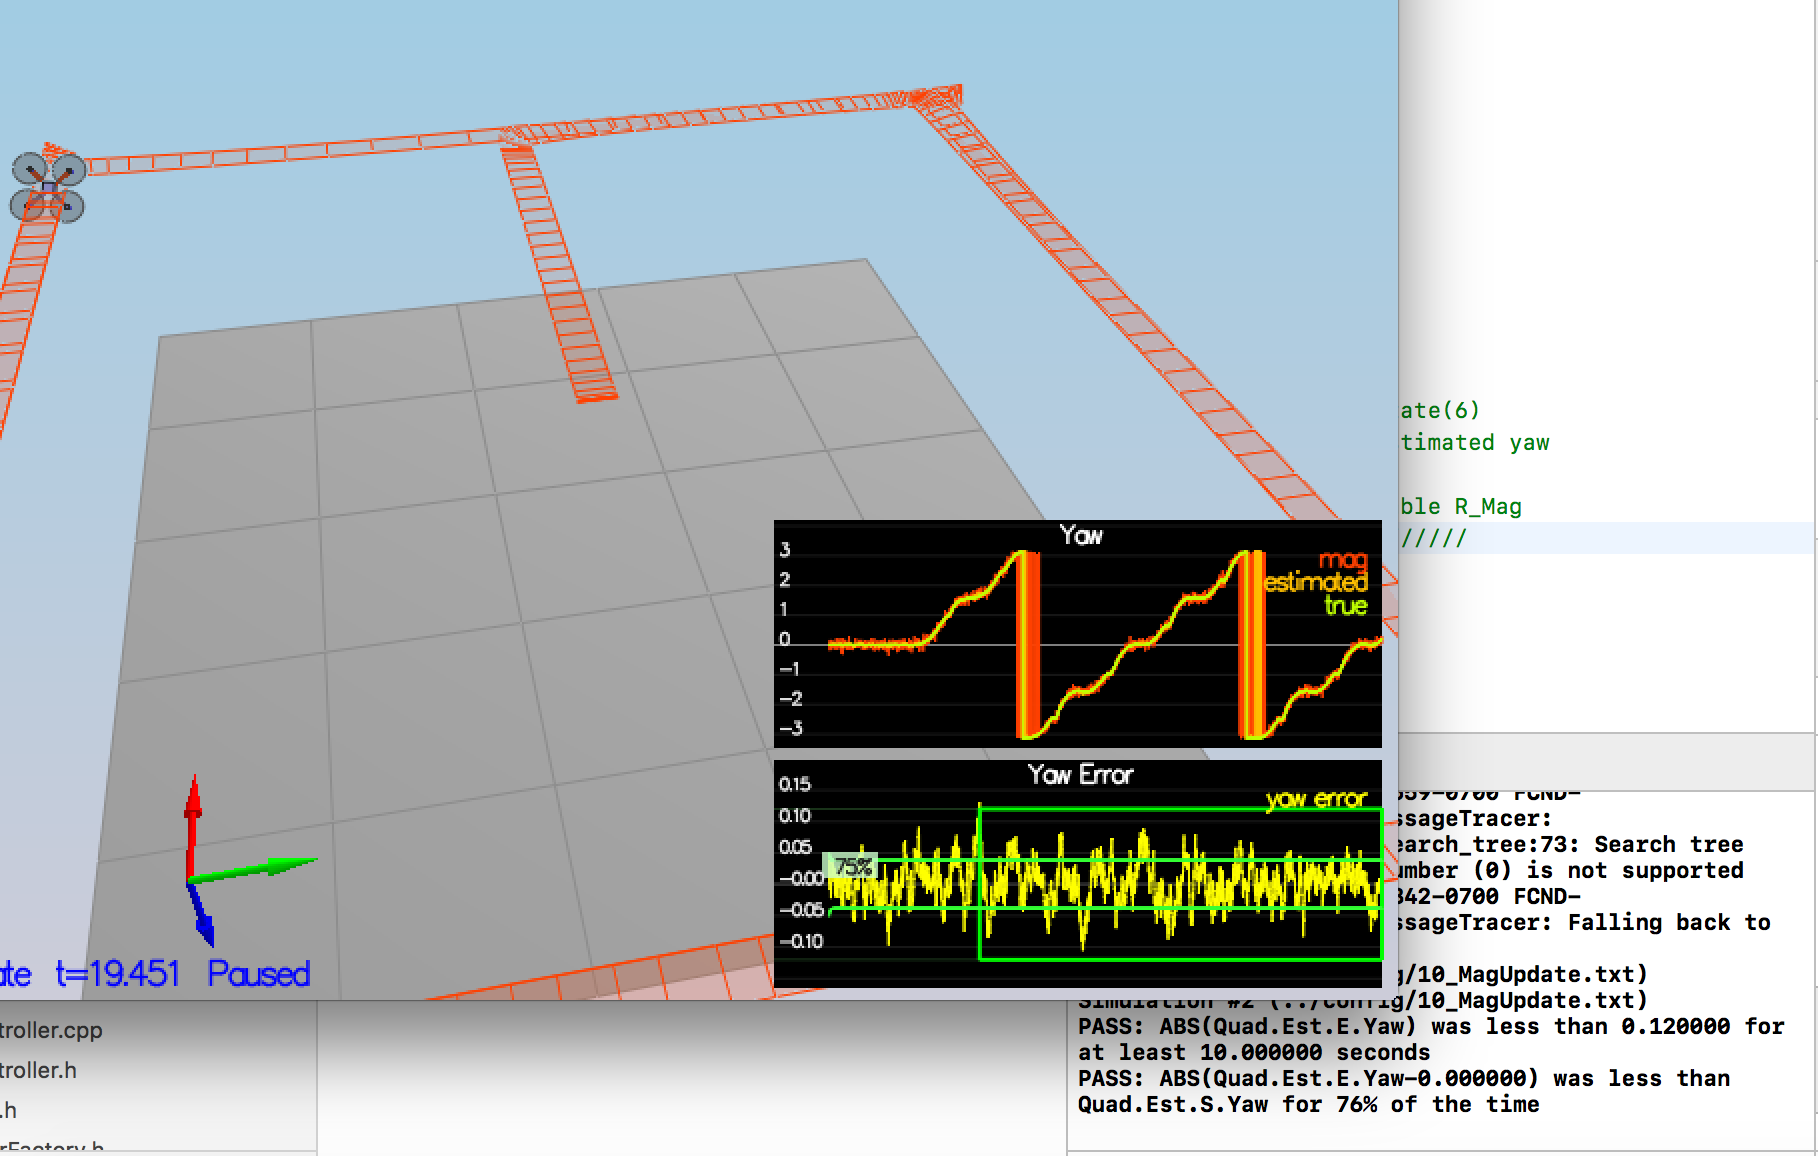 ate(6)
timated yaw
ble R_Mag
/////
Yaw
3
2
1
0
-1
-2
-3
mag
estimated
true
Yaw Error
0.15
0.10
0.05
-0.00
-0.05
-0.10
yaw error
75%
ate t=19.451 Paused
-0700 FCND-
ssageTracer:
earch_tree:73: Search tree
umber (0) is not supported
342-0700 FCND-
ssageTracer: Falling back to
g/10_MagUpdate.txt)
Simulation #2 (../config/10_MagUpdate.txt)
PASS: ABS(Quad.Est.E.Yaw) was less than 0.120000 for
at least 10.000000 seconds
PASS: ABS(Quad.Est.E.Yaw-0.000000) was less than
Quad.Est.S.Yaw for 76% of the time
troller.cpp
troller.h
.h
rFactory.h